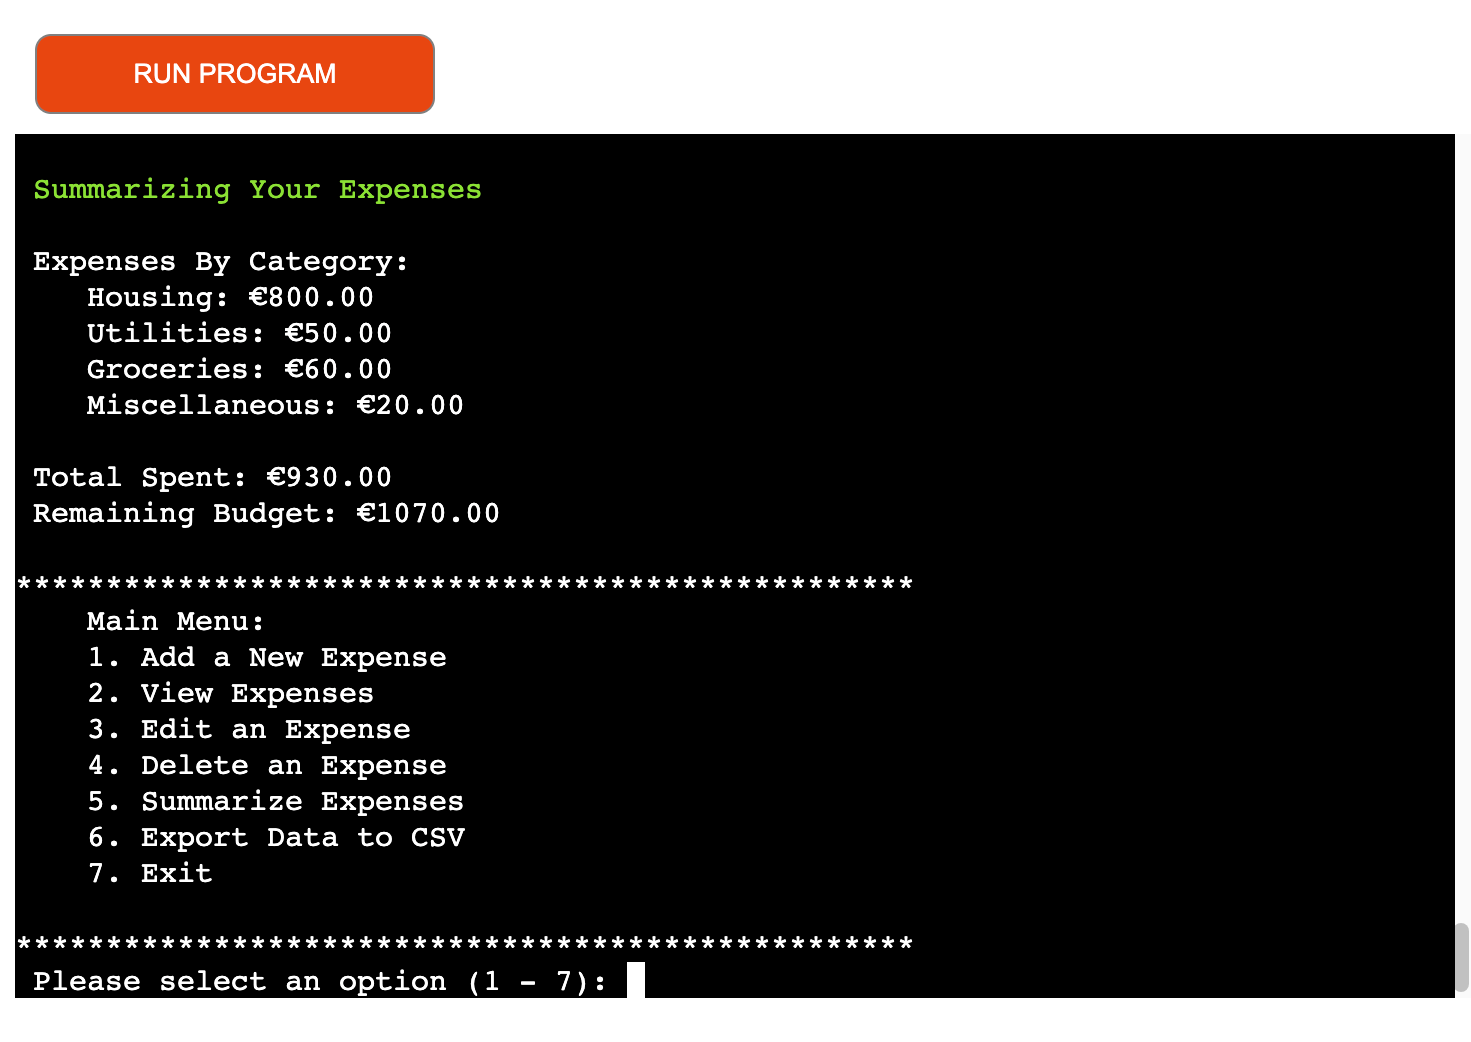 RUN PROGRAM
Summarizing Your Expenses
Expenses By Category:
Housing: €800.00
Utilities: €50.00
Groceries: €60.00
Miscellaneous: €20.00
Total Spent: €930.00
Remaining Budget: €1070.00
**************************************************
Main Menu:
1. Add a New Expense
2. View Expenses
3. Edit an Expense
4. Delete an Expense
5. Summarize Expenses
6. Export Data to CSV
7. Exit
**************************************************
Please select an option (1 - 7):